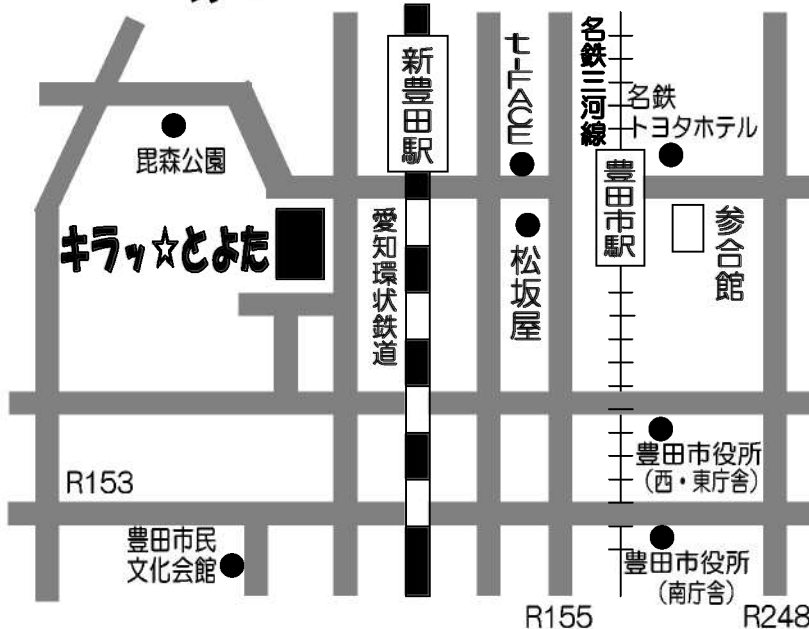 新豊田駅
t-FACE
名鉄三河線
名鉄
トヨタホテル
毘森公園
豊田市駅
キラッ☆とよた
愛知環状鉄道
松坂屋
参合館
豊田市役所
(西・東庁舎)
R153
豊田市民
文化会館
豊田市役所
(南庁舎)
R155
R248